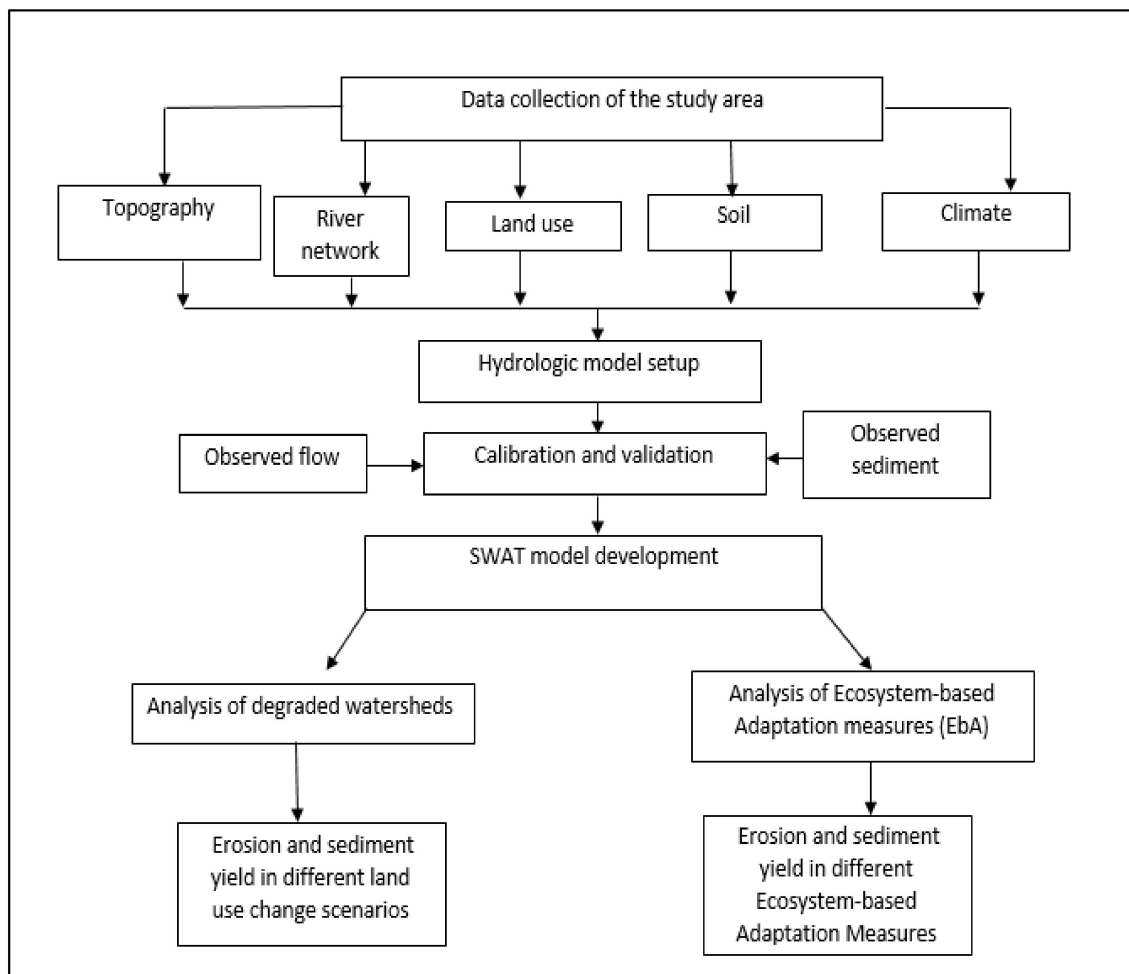 Data collection of the study area
Topography
River
network
Land use
Soil
Climate
Hydrologic model setup
Observed flow
Calibration and validation
Observed
sediment
SWAT model development
Analysis of degraded watersheds
Analysis of Ecosystem-based
Adaptation measures (EbA)
Erosion and sediment
yield in different land
use change scenarios
Erosion and sediment
yield in different
Ecosystem-based
Adaptation Measures